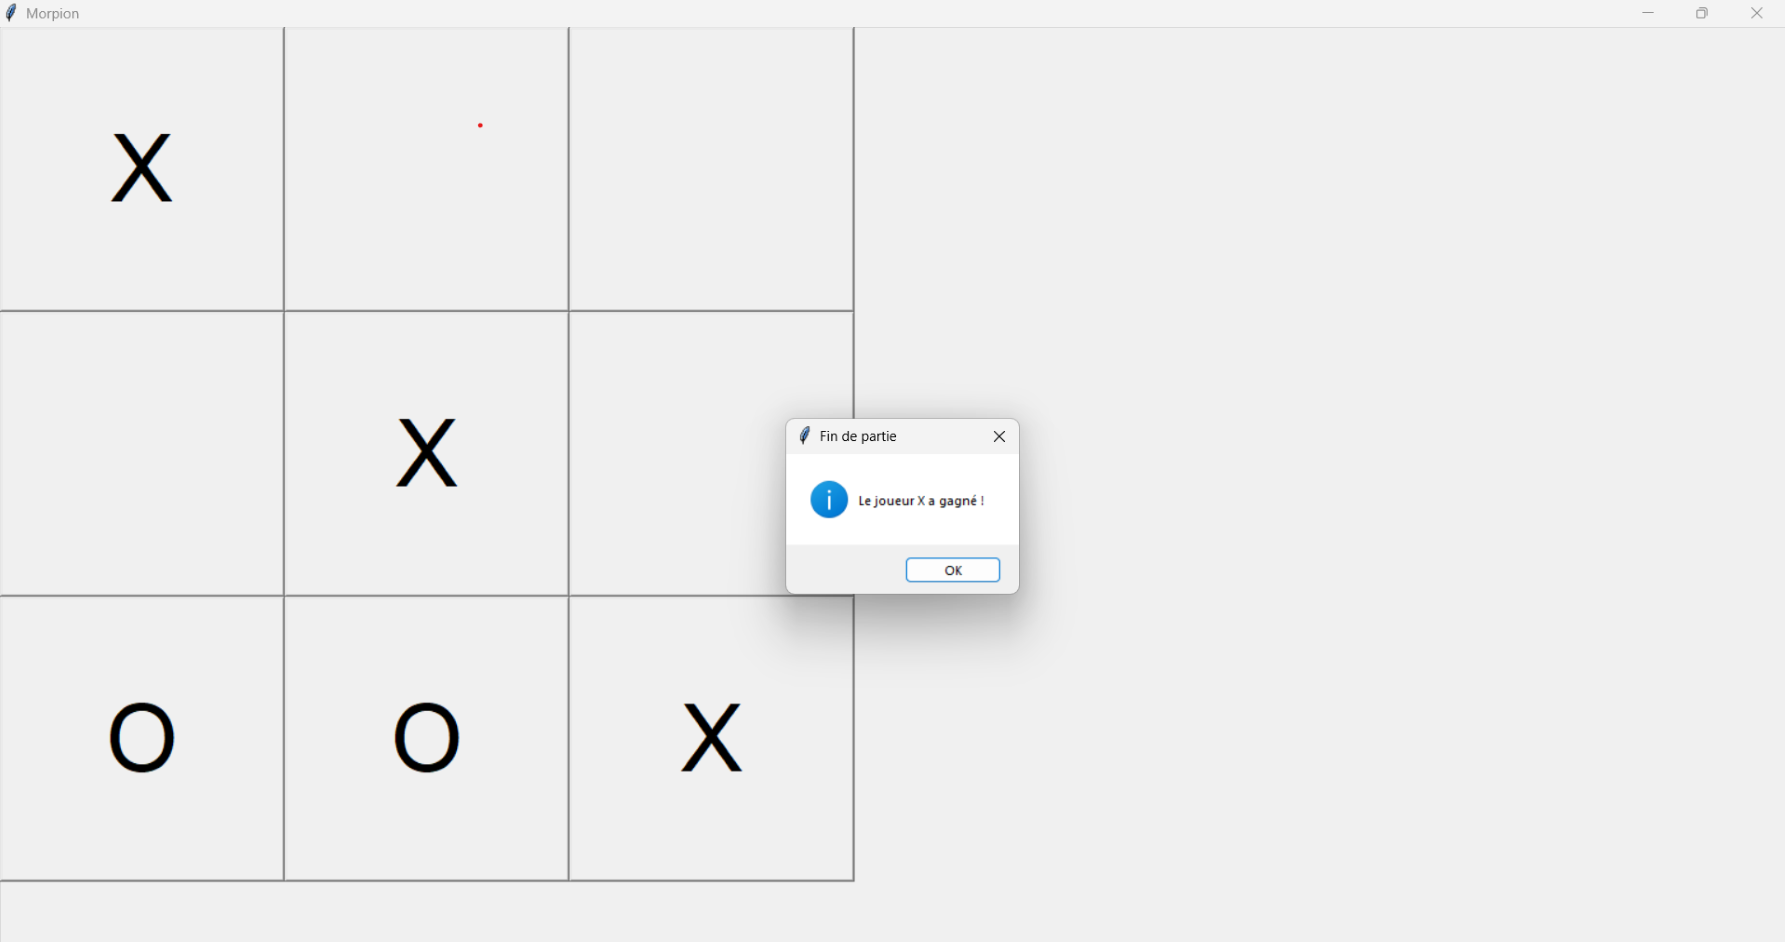 Morpion
X
X
Fin de partie
Le joueur X a gagné !
OK
O O X